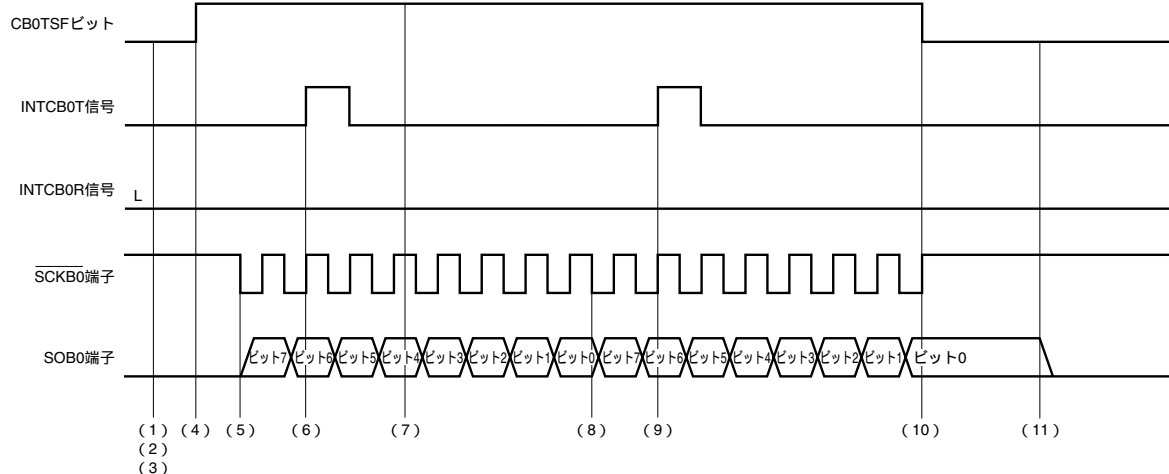 CB0TSFビット
INTCB0T信号
INTCB0R信号 L
SCKB0端子
SOB0端子 ビット7 ビット6 ビット5 ビット4 ビット3 ビット2 ビット1 ビット0 ビット7 ビット6 ビット5 ビット4 ビット3 ビット2 ビット1 ビット0
(1) (4) (5) (6) (7) (8) (9) (10) (11)
(2)
(3)